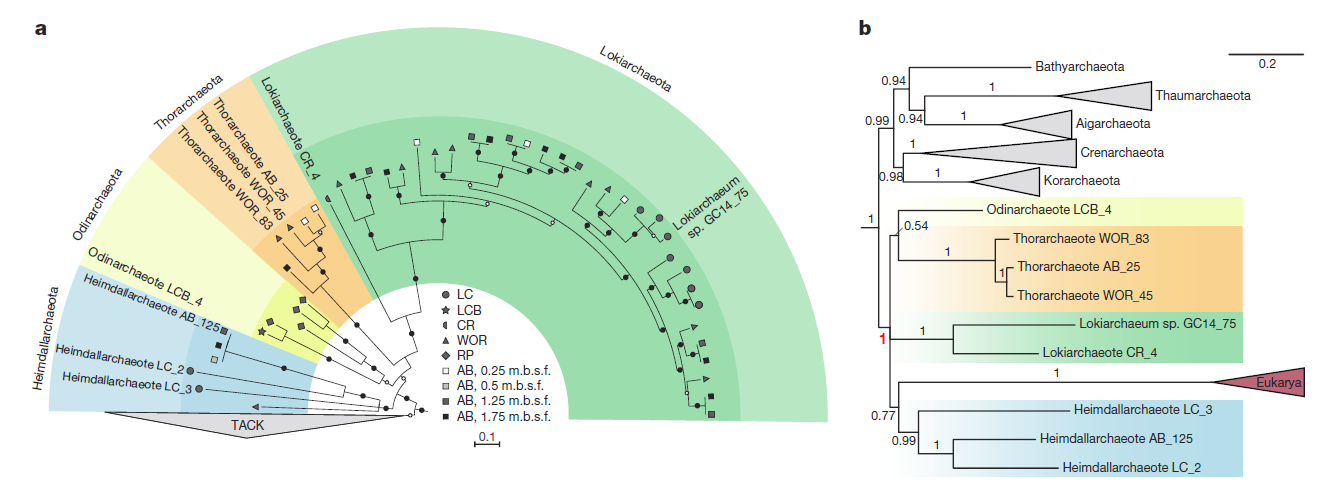 a
Lokiarchaeota
Thorarchaeota
Odinarchaeota
Heimdallarchaeota
Lokiarchaeote CR_4
Thorarchaeote AB_25
Thorarchaeote WOR_45
Thorarchaeote WOR_83
Odinarchaeote LCB_4
Heimdallarchaeote AB_125
Heimdallarchaeote LC_2
Heimdallarchaeote LC_3
TACK
Lokiarchaeum
sp. GC14_75
LC
LCB
CR
WOR
RP
AB, 0.25 m.b.s.f.
AB, 0.5 m.b.s.f.
AB, 1.25 m.b.s.f.
AB, 1.75 m.b.s.f.
0.1
b
0.2
Bathyarchaeota
0.94
1
Thaumarchaeota
0.99
0.94
1
Aigarchaeota
1
Crenarchaeota
0.98
1
Korarchaeota
1
Odinarchaeote LCB_4
0.54
Thorarchaeote WOR_83
1
1
Thorarchaeote AB_25
Thorarchaeote WOR_45
Lokiarchaeum sp. GC14_75
1
1
Lokiarchaeote CR_4
1
Eukarya
0.77
Heimdallarchaeote LC_3
0.99
1
Heimdallarchaeote AB_125
Heimdallarchaeote LC_2